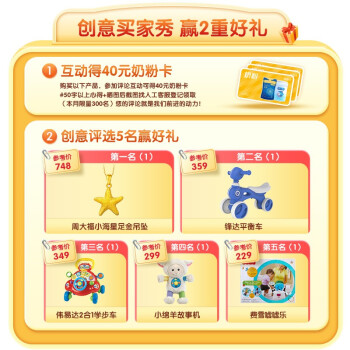 创意买家秀 赢2重好礼
1 互动得40元奶粉卡
购买以下产品，参加评论互动可得40元奶粉卡
#50字以上心得+晒图后截图找人工客服登记领取
（本月限量300名）您的评论就是我们前进的动力！
奶粉
2 创意评选5名赢好礼
参考价 748
第一名（1）
周大福小海星足金吊坠
参考价 359
第二名（1）
锋达平衡车
参考价 349
第三名（1）
伟易达2合1学步车
参考价 299
第四名（1）
小绵羊故事机
参考价 229
第五名（1）
费雪嘘嘘乐